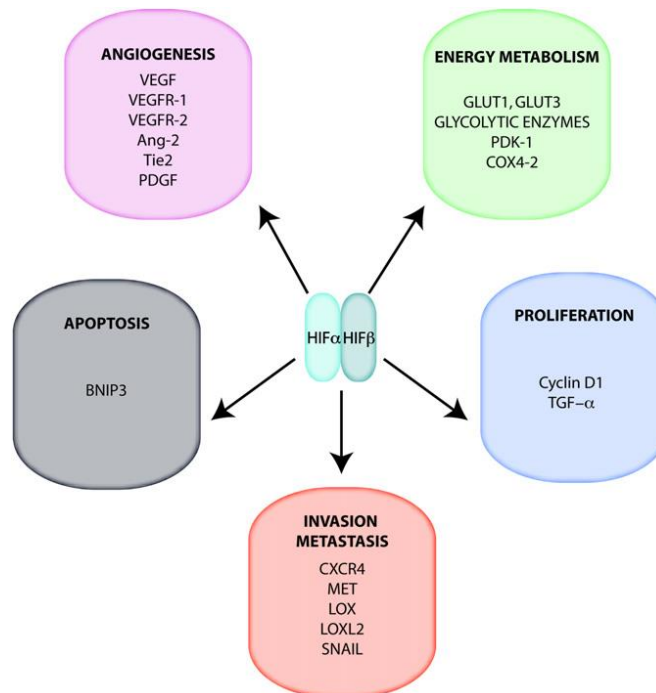 ANGIOGENESIS
VEGF
VEGFR-1
VEGFR-2
Ang-2
Tie2
PDGF
ENERGY METABOLISM
GLUT1, GLUT3
GLYCOLYTIC ENZYMES
PDK-1
COX4-2
HIFα HIFβ
APOPTOSIS
BNIP3
PROLIFERATION
Cyclin D1
TGF–α
INVASION
METASTASIS
CXCR4
MET
LOX
LOXL2
SNAIL